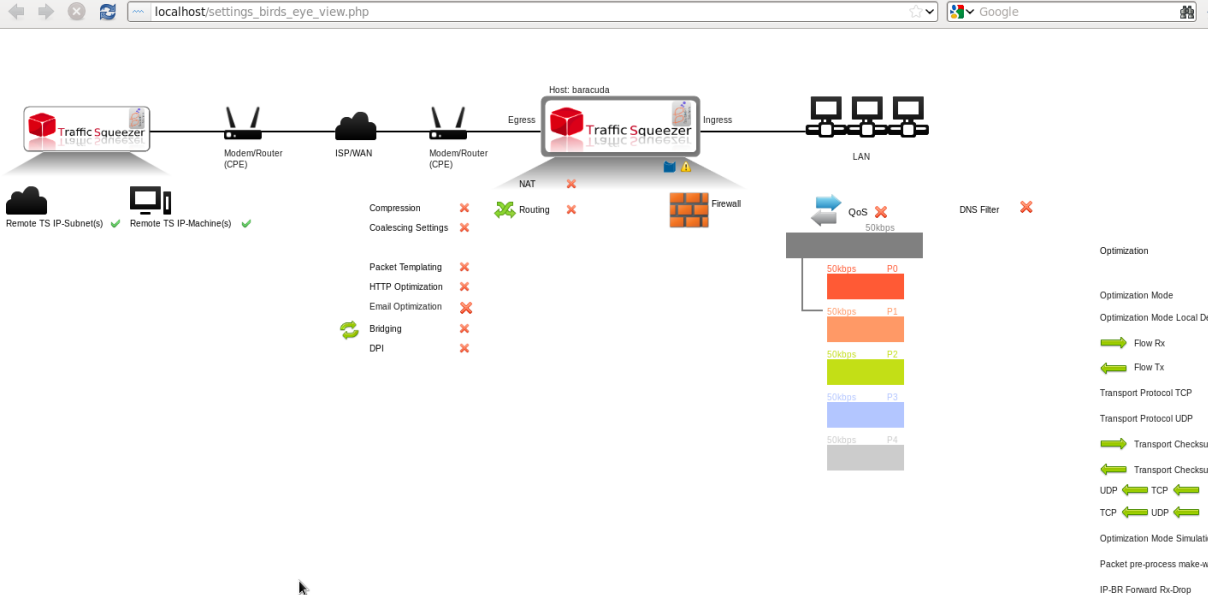 localhost/settings_birds_eye_view.php
Google
Host: baracuda
Traffic Squeezer
Egress
Traffic Squeezer
Ingress
Modem/Router
(CPE)
ISP/WAN
Modem/Router
(CPE)
LAN
Remote TS IP-Subnet(s)
Remote TS IP-Machine(s)
NAT
Routing
Firewall
Compression
Coalescing Settings
Packet Templating
HTTP Optimization
Email Optimization
Bridging
DPI
QoS
50kbps
50kbps P0
50kbps P1
50kbps P2
50kbps P3
50kbps P4
DNS Filter
Optimization
Optimization Mode
Optimization Mode Local De
Flow Rx
Flow Tx
Transport Protocol TCP
Transport Protocol UDP
Transport Checksu
Transport Checksu
UDP TCP
TCP UDP
Optimization Mode Simulati
Packet pre-process make-w
IP-BR Forward Rx-Drop